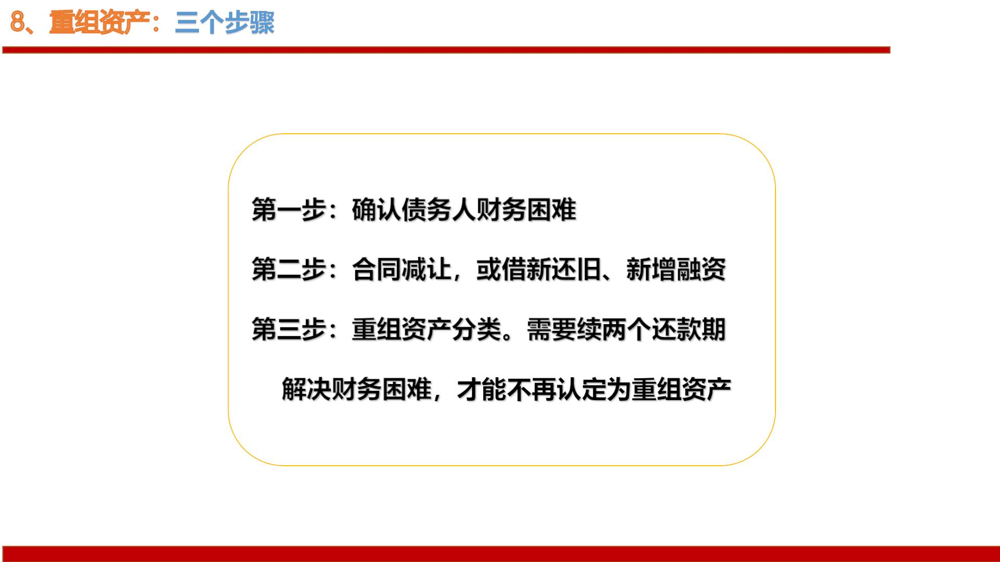 8、重组资产：三个步骤
第一步：确认债务人财务困难
第二步：合同减让，或借新还旧、新增融资
第三步：重组资产分类。需要续两个还款期
解决财务困难，才能不再认定为重组资产